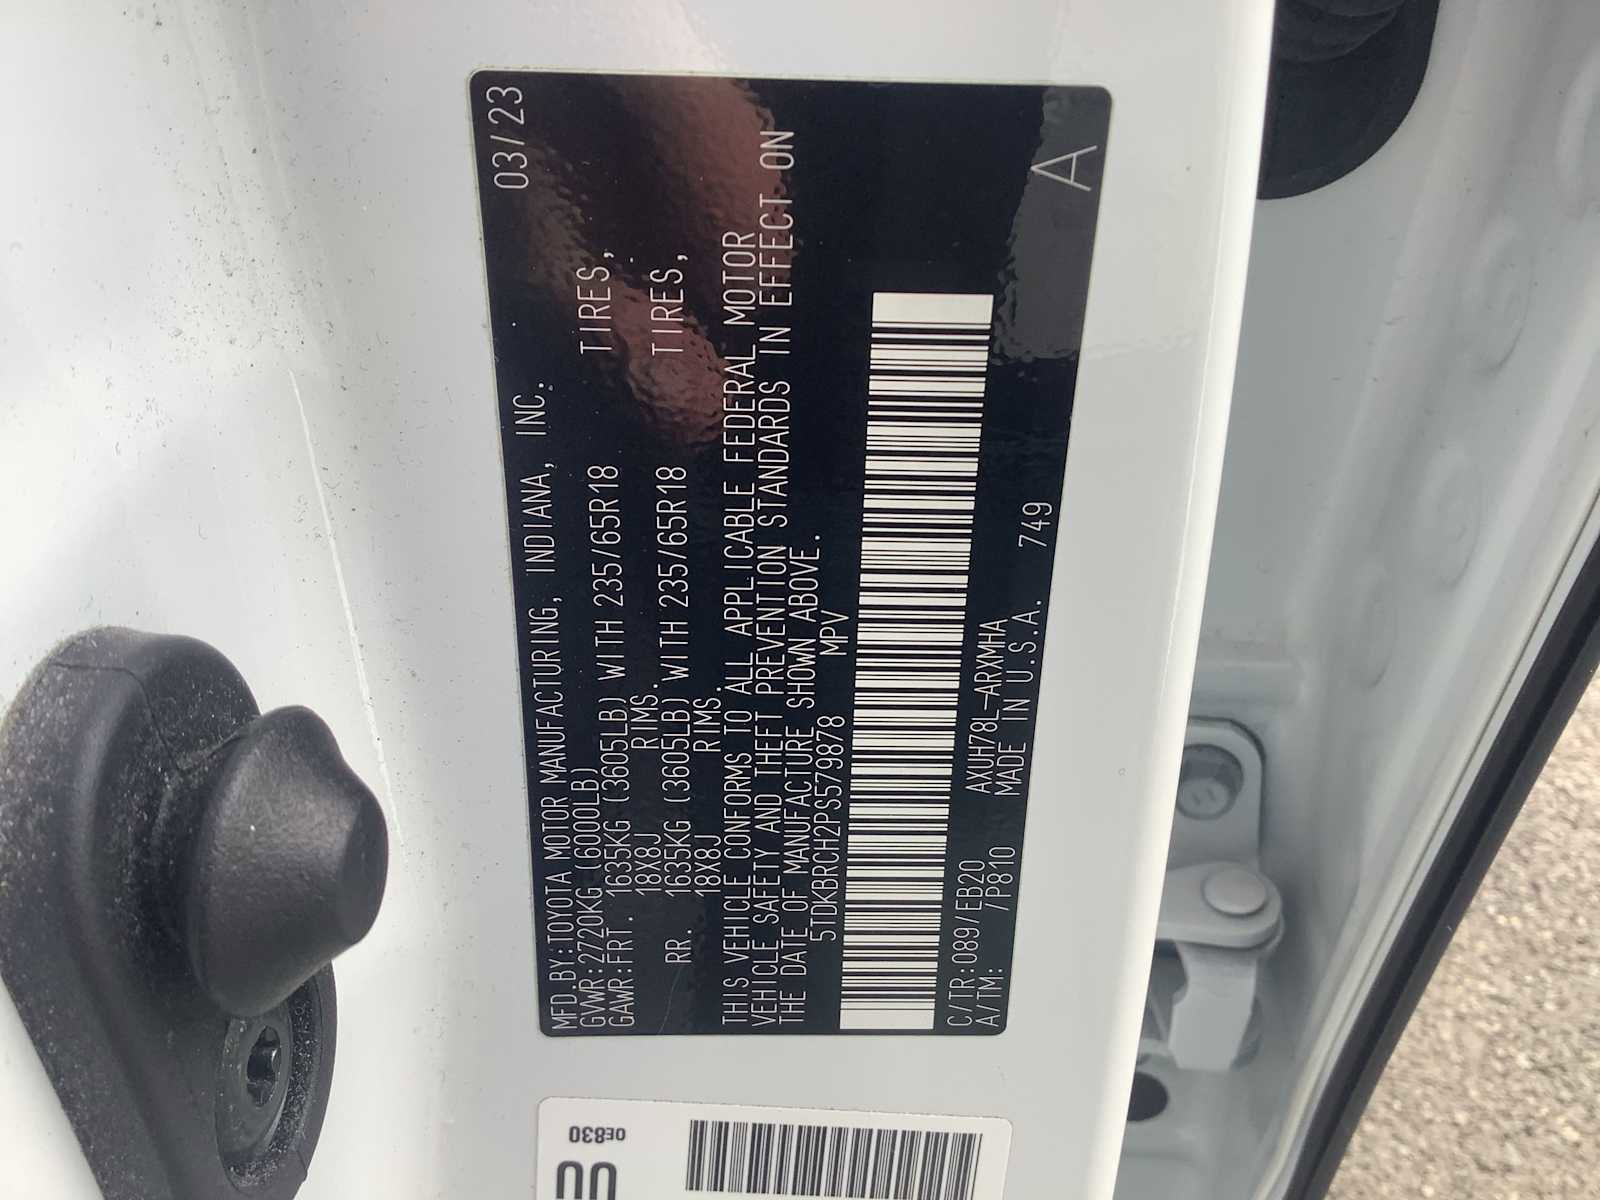 MFD.BY:TOYOTA MOTOR MANUFACTURING, INDIANA, INC. 03/23
GVWR:2720KG(6000LB)
GAWR:FRT. 1635KG (3605LB) WITH 235/65R18 TIRES,
18X8J RIMS.
RR. 1635KG (3605LB) WITH 235/65R18 TIRES,
18X8J RIMS.
THIS VEHICLE CONFORMS TO ALL APPLICABLE FEDERAL MOTOR
VEHICLE SAFETY AND THEFT PREVENTION STANDARDS IN EFFECT ON
THE DATE OF MANUFACTURE SHOWN ABOVE.
5TDKBRCH2PS579878 MPV
C/TR:089/EB20 AXUH78L-ARXMHA
A/TM: /P810 MADE IN U.S.A. 749
A
0E830